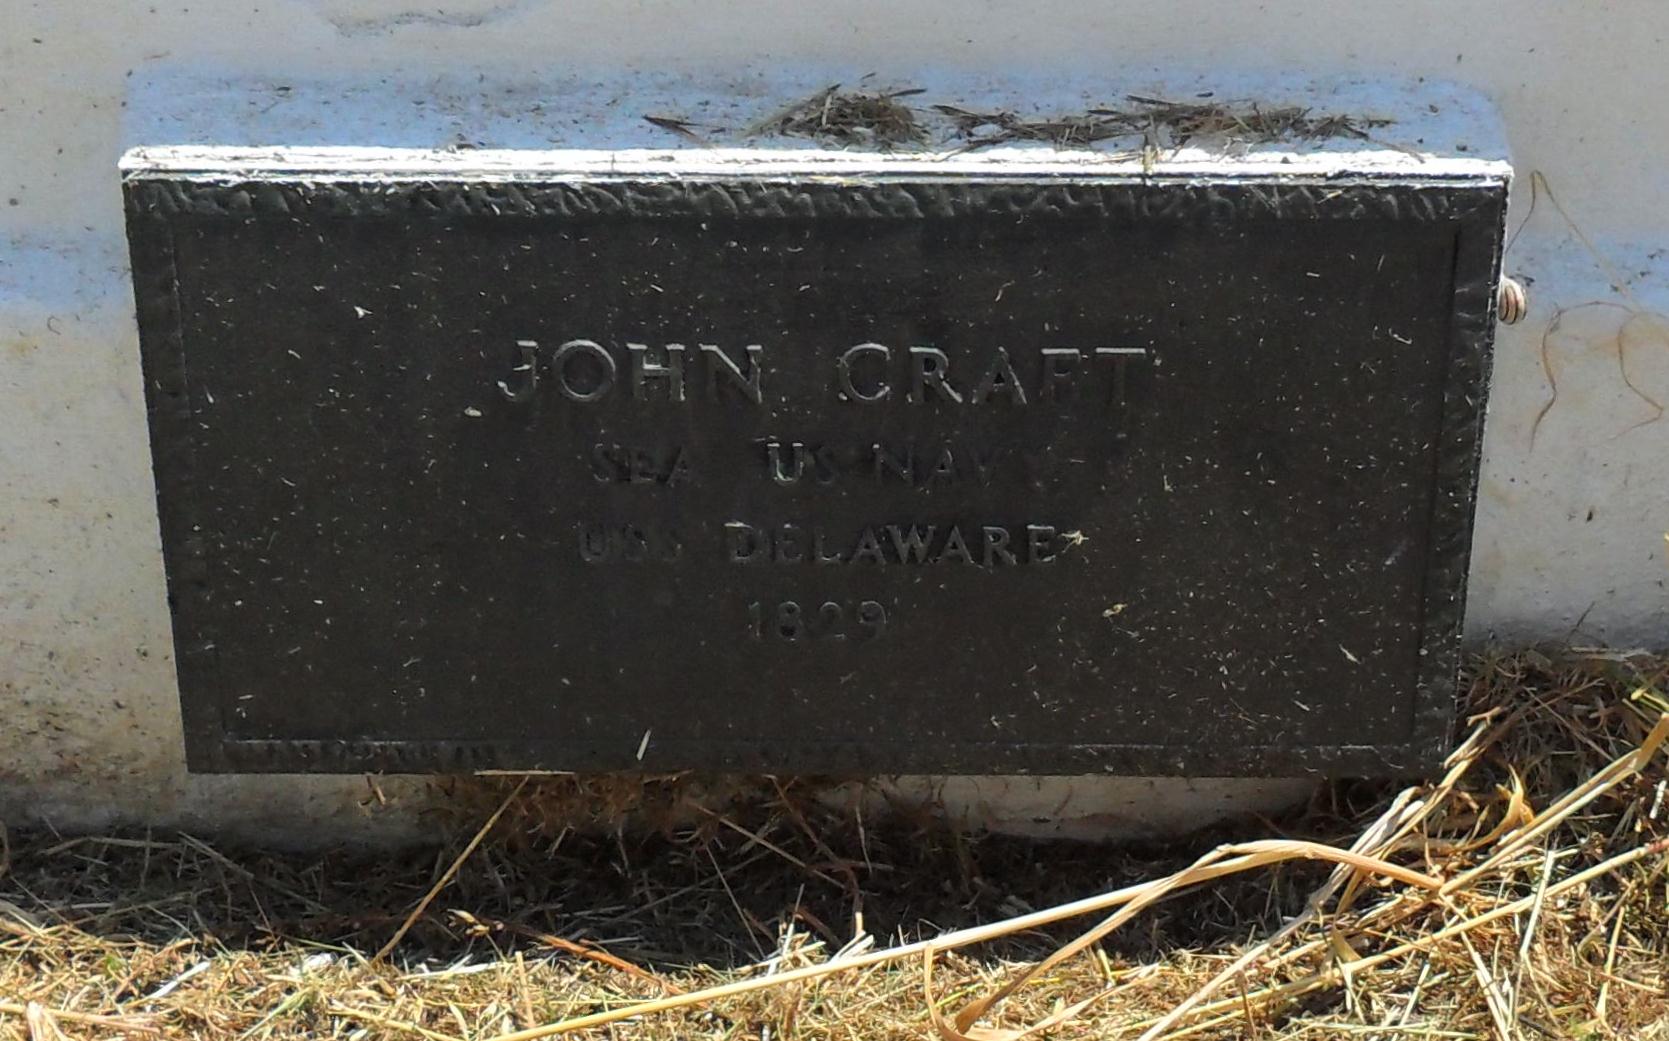 JOHN CRAFT
SEA US NAVY
USS DELAWARE
1829